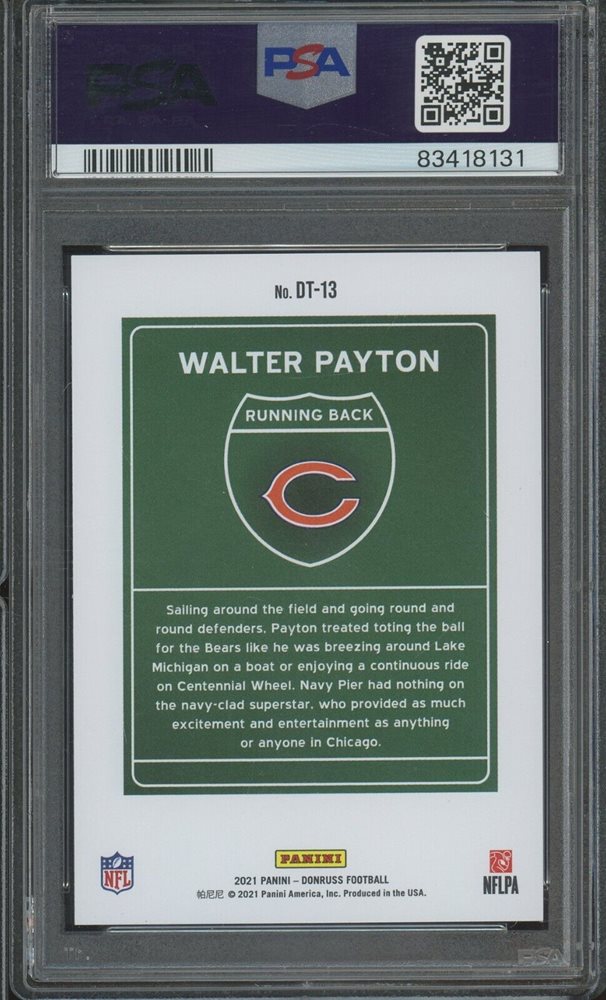 PSA
PSA
83418131
No. DT-13
WALTER PAYTON
RUNNING BACK
Sailing around the field and going round and
round defenders, Payton treated toting the ball
for the Bears like he was breezing around Lake
Michigan on a boat or enjoying a continuous ride
on Centennial Wheel. Navy Pier had nothing on
the navy-clad superstar, who provided as much
excitement and entertainment as anything
or anyone in Chicago.
PANINI
NFL
2021 PANINI – DONRUSS FOOTBALL
NFLPA
帕尼尼 © 2021 Panini America, Inc. Produced in the USA.
PSA